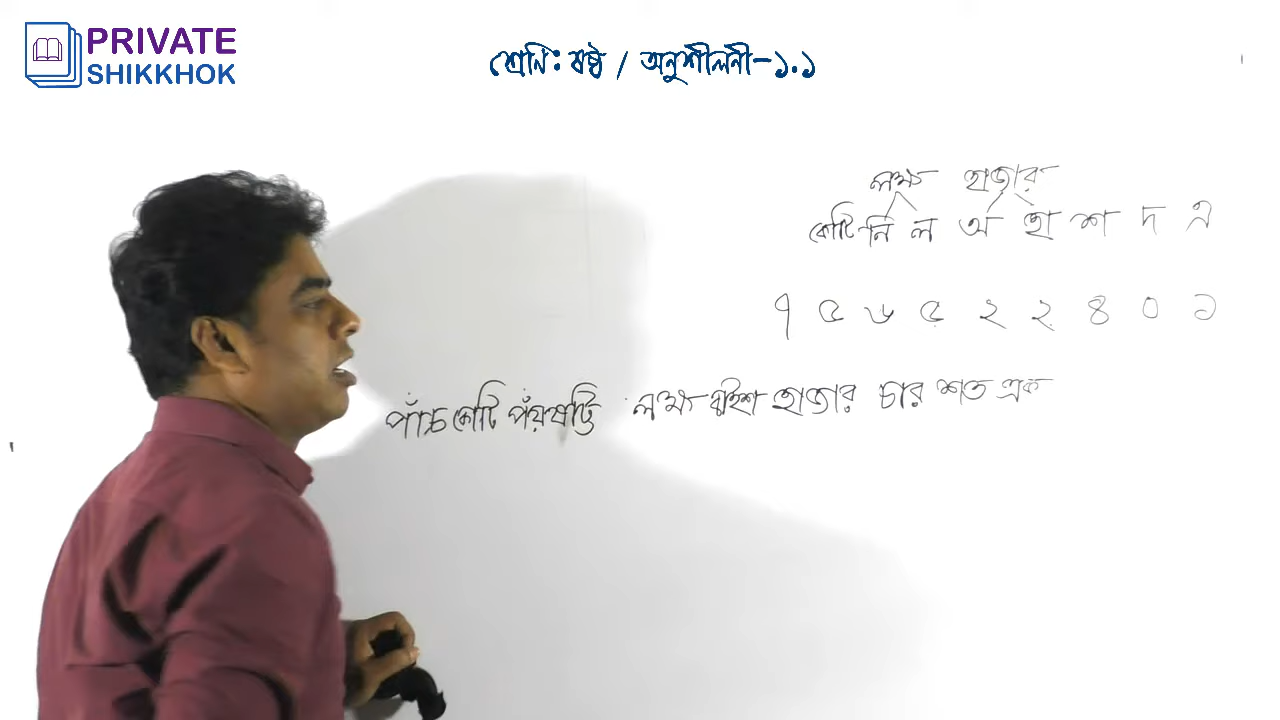 PRIVATE
SHIKKHOK
শ্রেণি: ষষ্ঠ / অনুশীলনী-১.১
লক্ষ হাজার
কোটি নি ল অ হা শ দ এ
৭ ৫ ৬ ৫ ২ ২ ৪ ০ ১
পাঁচ কোটি পঁয়ষট্টি লক্ষ বাইশ হাজার চার শত এক